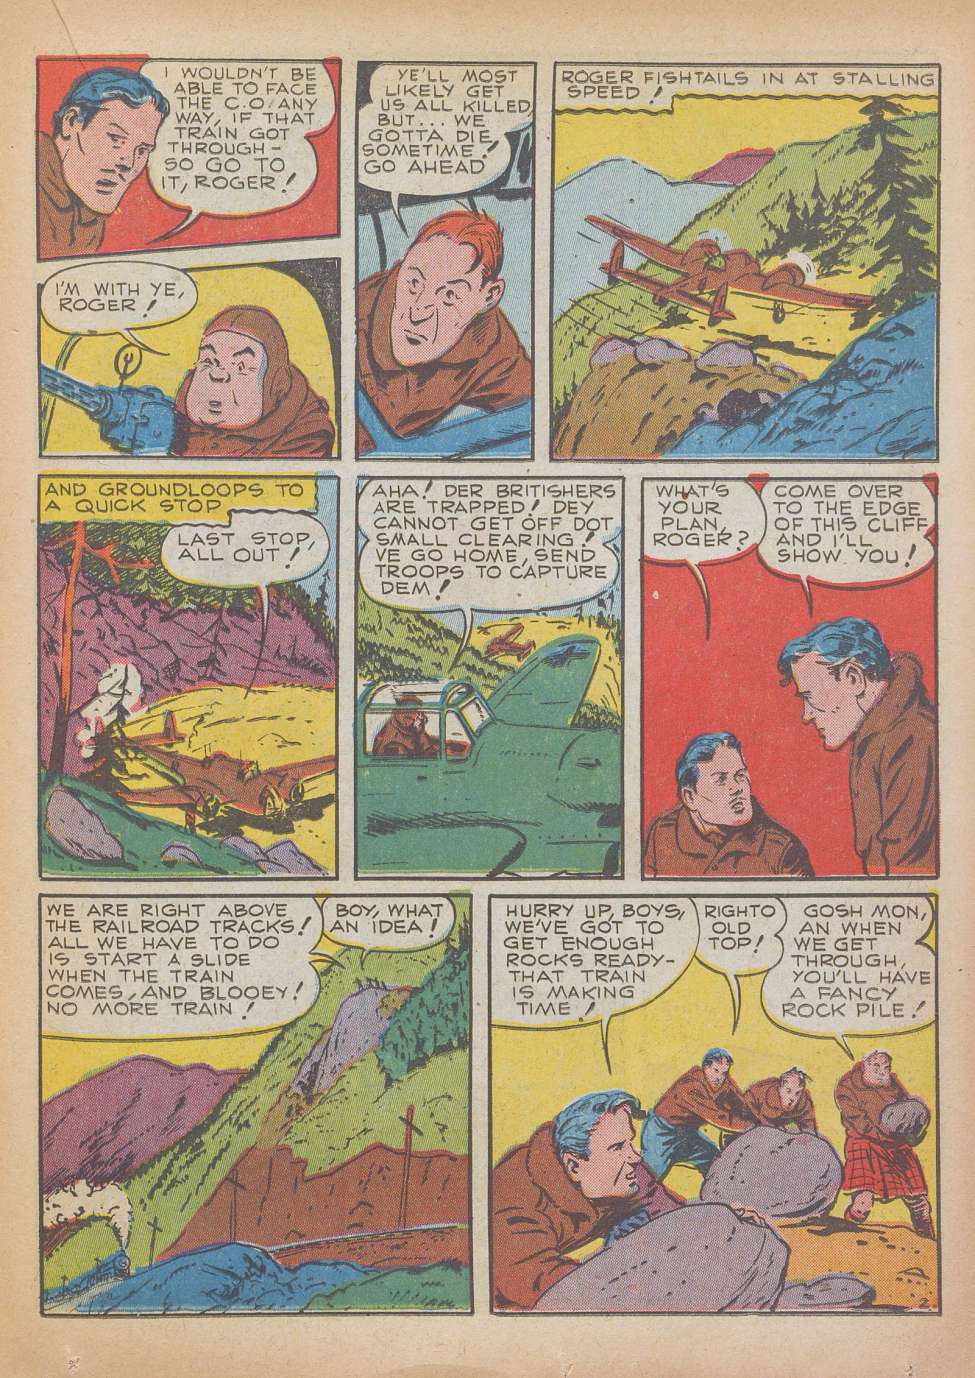 I WOULDN'T BE
ABLE TO FACE
THE C.O. ANY
WAY, IF THAT
TRAIN GOT
THROUGH-
SO GO TO
IT, ROGER!
I'M WITH YE,
ROGER!
YE'LL MOST
LIKELY GET
US ALL KILLED
BUT... WE
GOTTA DIE
SOMETIME!
GO AHEAD
ROGER FISHTAILS IN AT STALLING
SPEED!
AND GROUNDLOOPS TO
A QUICK STOP
LAST STOP,
ALL OUT!
AHA! DER BRITISHERS
ARE TRAPPED! DEY
CANNOT GET OFF DOT
SMALL CLEARING!
VE GO HOME, SEND
TROOPS TO CAPTURE
DEM!
WHAT'S
YOUR
PLAN,
ROGER?
COME OVER
TO THE EDGE
OF THIS CLIFF
AND I'LL
SHOW YOU!
WE ARE RIGHT ABOVE
THE RAILROAD TRACKS!
ALL WE HAVE TO DO
IS START A SLIDE
WHEN THE TRAIN
COMES, AND BLOOEY!
NO MORE TRAIN!
BOY, WHAT
AN IDEA!
HURRY UP, BOYS,
WE'VE GOT TO
GET ENOUGH
ROCKS READY-
THAT TRAIN
IS MAKING
TIME!
RIGHTO
OLD
TOP!
GOSH MON,
AN WHEN
WE GET
THROUGH,
YOU'LL HAVE
A FANCY
ROCK PILE!
2